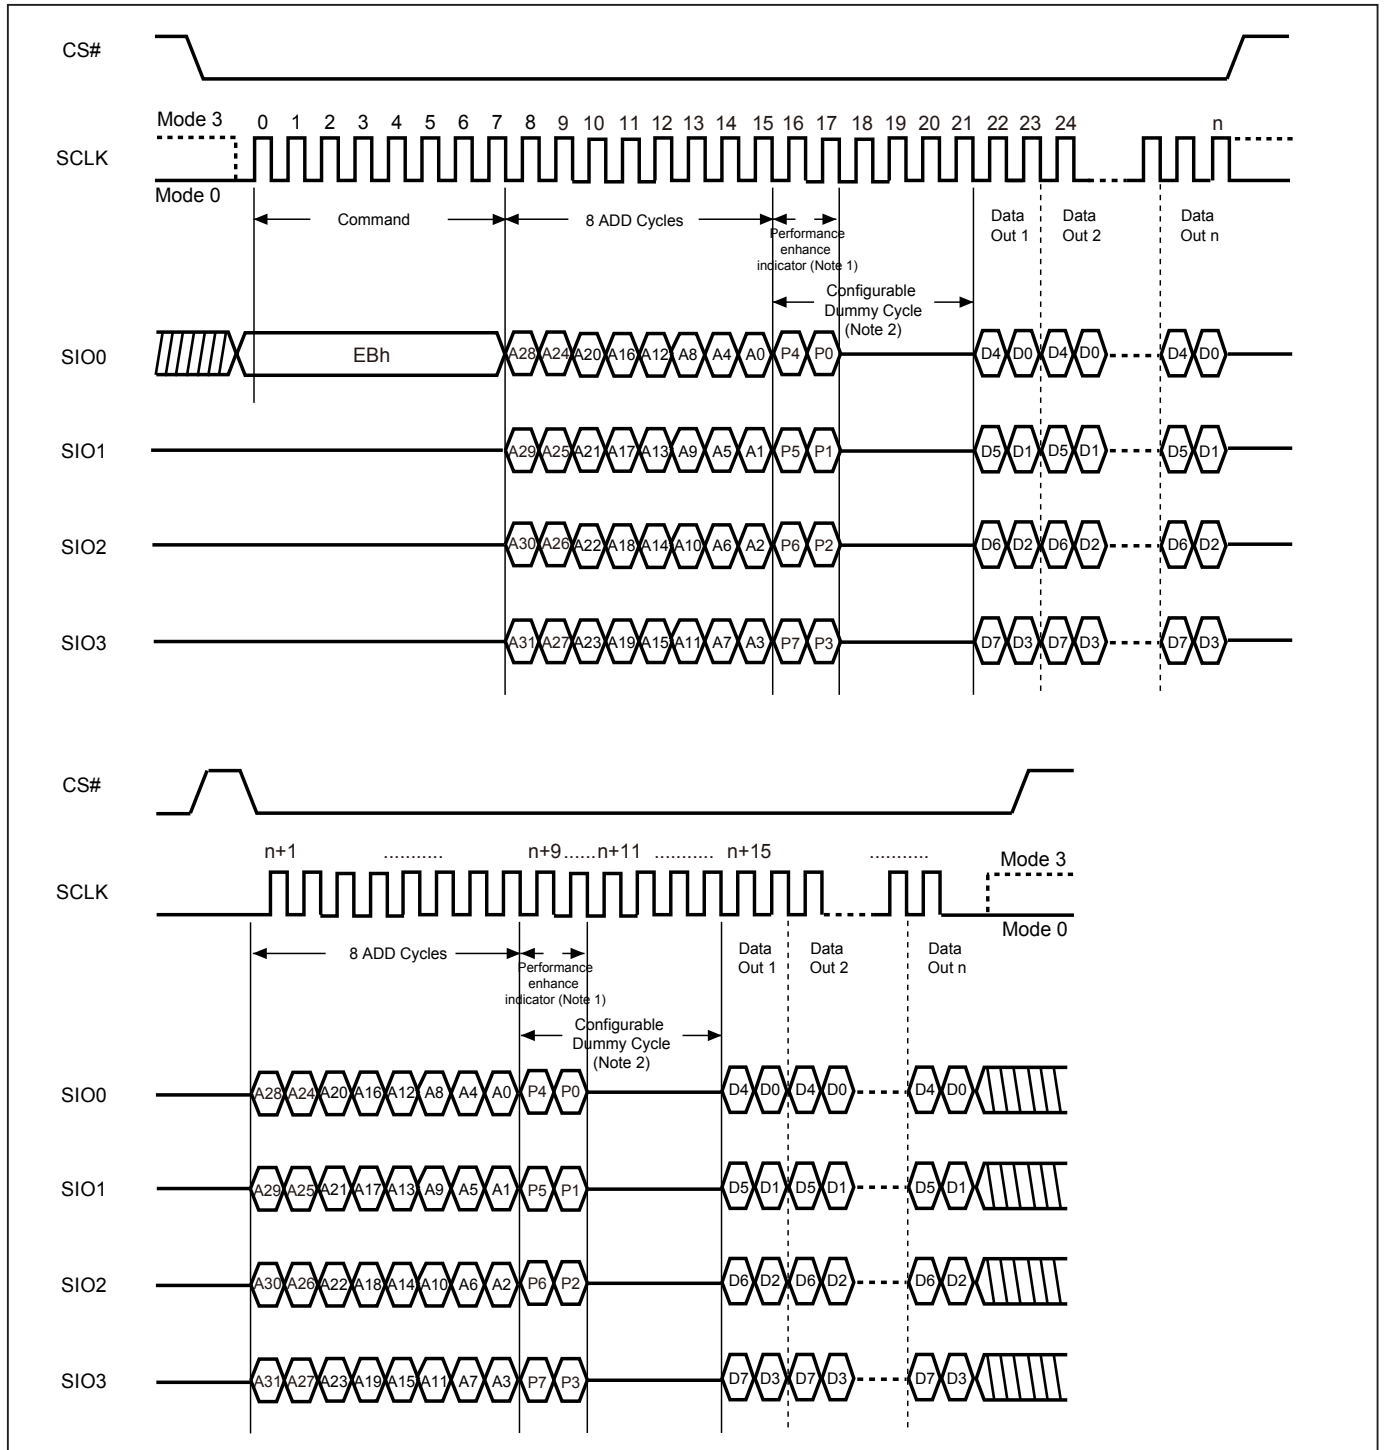 CS#
Mode 3
0 1 2 3 4 5 6 7 8 9 10 11 12 13 14 15 16 17 18 19 20 21 22 23 24 n
SCLK
Mode 0
Command
8 ADD Cycles
Performance
enhance
indicator (Note 1)
Data
Out 1
Data
Out 2
Data
Out n
Configurable
Dummy Cycle
(Note 2)
SIO0
EBh
A28 A24 A20 A16 A12 A8 A4 A0 P4 P0 D4 D0 D4 D0 D4 D0
SIO1
A29 A25 A21 A17 A13 A9 A5 A1 P5 P1 D5 D1 D5 D1 D5 D1
SIO2
A30 A26 A22 A18 A14 A10 A6 A2 P6 P2 D6 D2 D6 D2 D6 D2
SIO3
A31 A27 A23 A19 A15 A11 A7 A3 P7 P3 D7 D3 D7 D3 D7 D3
CS#
n+1 ........... n+9......n+11 ........... n+15 ...........
Mode 3
SCLK
Mode 0
8 ADD Cycles
Performance
enhance
indicator (Note 1)
Data
Out 1
Data
Out 2
Data
Out n
Configurable
Dummy Cycle
(Note 2)
SIO0
A28 A24 A20 A16 A12 A8 A4 A0 P4 P0 D4 D0 D4 D0 D4 D0
SIO1
A29 A25 A21 A17 A13 A9 A5 A1 P5 P1 D5 D1 D5 D1 D5 D1
SIO2
A30 A26 A22 A18 A14 A10 A6 A2 P6 P2 D6 D2 D6 D2 D6 D2
SIO3
A31 A27 A23 A19 A15 A11 A7 A3 P7 P3 D7 D3 D7 D3 D7 D3